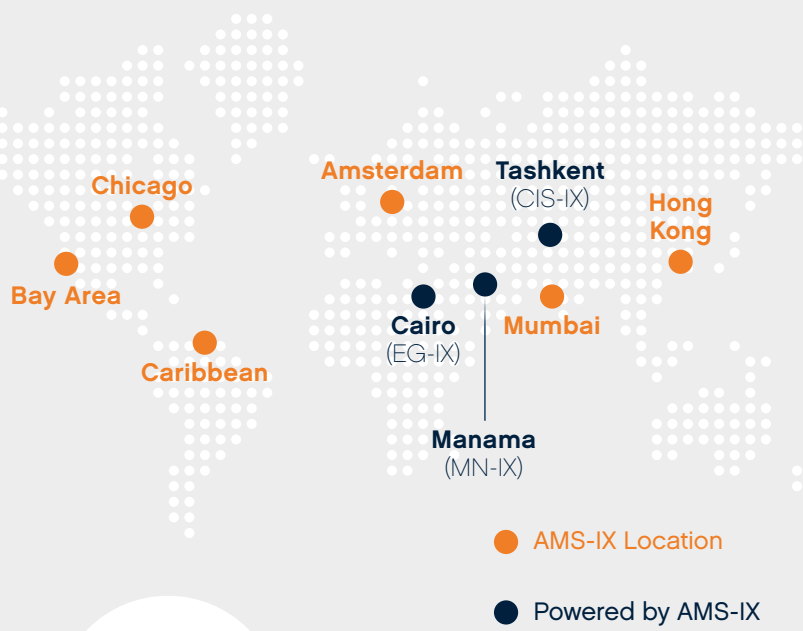 Chicago
Bay Area
Caribbean
Amsterdam
Tashkent
(CIS-IX)
Hong
Kong
Cairo
(EG-IX)
Mumbai
Manama
(MN-IX)
AMS-IX Location
Powered by AMS-IX